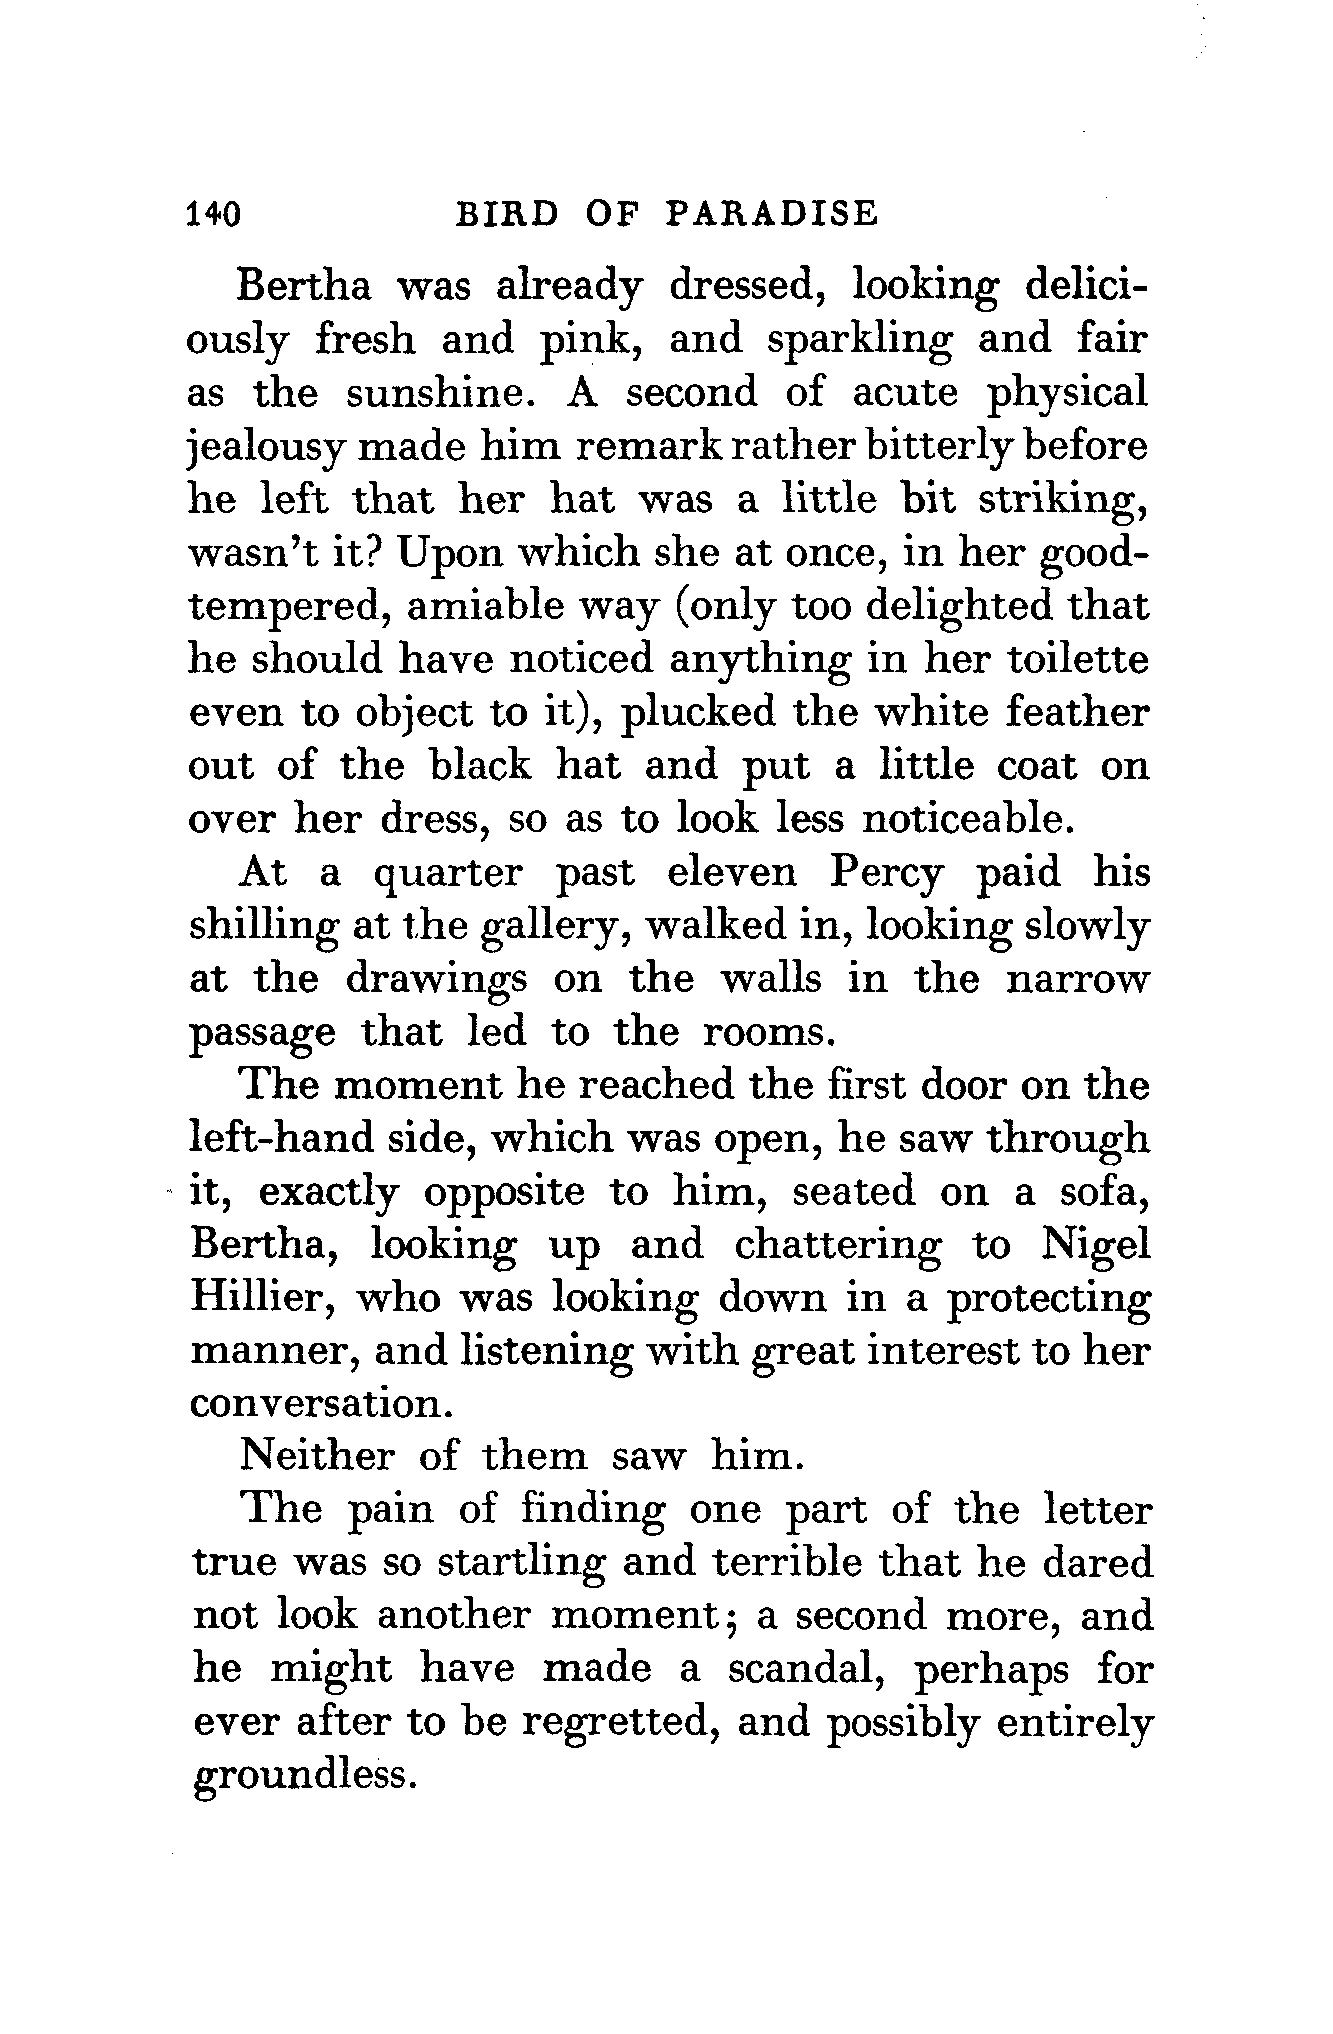 140 BIRD OF PARADISE
Bertha was already dressed, looking delici-
ously fresh and pink, and sparkling and fair
as the sunshine. A second of acute physical
jealousy made him remark rather bitterly before
he left that her hat was a little bit striking,
wasn't it? Upon which she at once, in her good-
tempered, amiable way (only too delighted that
he should have noticed anything in her toilette
even to object to it), plucked the white feather
out of the black hat and put a little coat on
over her dress, so as to look less noticeable.
At a quarter past eleven Percy paid his
shilling at the gallery, walked in, looking slowly
at the drawings on the walls in the narrow
passage that led to the rooms.
The moment he reached the first door on the
left-hand side, which was open, he saw through
it, exactly opposite to him, seated on a sofa,
Bertha, looking up and chattering to Nigel
Hillier, who was looking down in a protecting
manner, and listening with great interest to her
conversation.
Neither of them saw him.
The pain of finding one part of the letter
true was so startling and terrible that he dared
not look another moment; a second more, and
he might have made a scandal, perhaps for
ever after to be regretted, and possibly entirely
groundless.